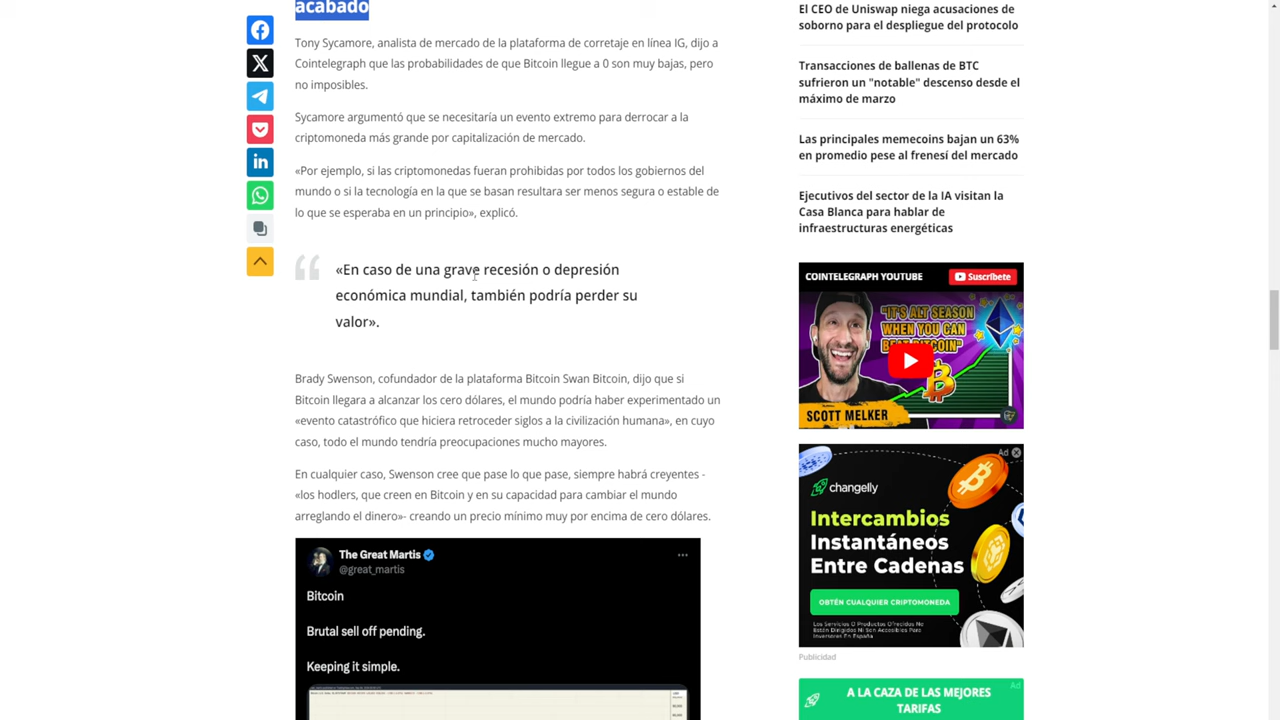 acabado
Tony Sycamore, analista de mercado de la plataforma de corretaje en línea IG, dijo a
Cointelegraph que las probabilidades de que Bitcoin llegue a 0 son muy bajas, pero
no imposibles.
Sycamore argumentó que se necesitaría un evento extremo para derrocar a la
criptomoneda más grande por capitalización de mercado.
«Por ejemplo, si las criptomonedas fueran prohibidas por todos los gobiernos del
mundo o si la tecnología en la que se basan resultara ser menos segura o estable de
lo que se esperaba en un principio», explicó.
«En caso de una grave recesión o depresión
económica mundial, también podría perder su
valor».
Brady Swenson, cofundador de la plataforma Bitcoin Swan Bitcoin, dijo que si
Bitcoin llegara a alcanzar los cero dólares, el mundo podría haber experimentado un
«evento catastrófico que hiciera retroceder siglos a la civilización humana», en cuyo
caso, todo el mundo tendría preocupaciones mucho mayores.
En cualquier caso, Swenson cree que pase lo que pase, siempre habrá creyentes -
«los hodlers, que creen en Bitcoin y en su capacidad para cambiar el mundo
arreglando el dinero»- creando un precio mínimo muy por encima de cero dólares.
The Great Martis
@great_martis
Bitcoin
Brutal sell off pending.
Keeping it simple.
El CEO de Uniswap niega acusaciones de
soborno para el despliegue del protocolo
Transacciones de ballenas de BTC
sufrieron un "notable" descenso desde el
máximo de marzo
Las principales memecoins bajan un 63%
en promedio pese al frenesí del mercado
Ejecutivos del sector de la IA visitan la
Casa Blanca para hablar de
infraestructuras energéticas
COINTELEGRAPH YOUTUBE
Suscríbete
"IT'S ALT SEASON
WHEN YOU CAN
BEAT BITCOIN"
SCOTT MELKER
Ad
changelly
Intercambios
Instantáneos
Entre Cadenas
OBTÉN CUALQUIER CRIPTOMONEDA
Los Servicios O Productos Ofrecidos No
Están Dirigidos Ni Son Accesibles Para
Inversores En España
Publicidad
Ad
A LA CAZA DE LAS MEJORES
TARIFAS